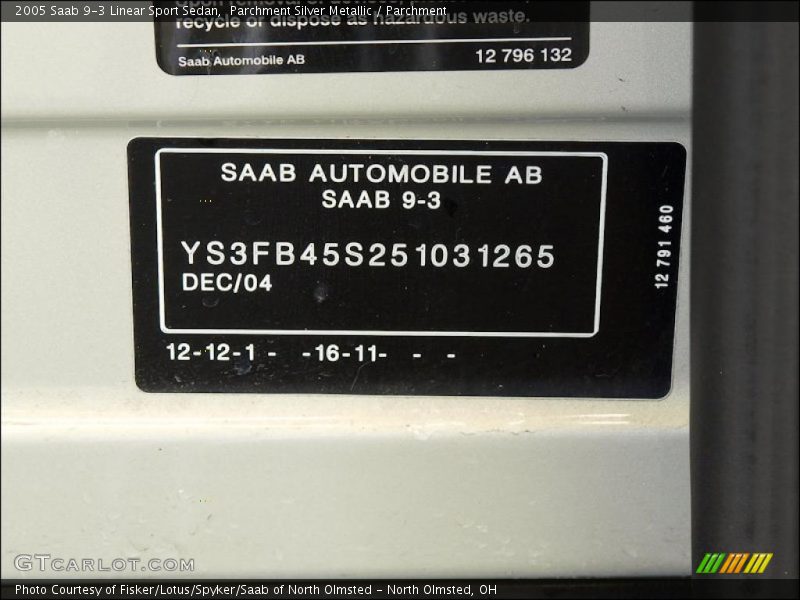 2005 Saab 9-3 Linear Sport Sedan, Parchment Silver Metallic / Parchment
recycle or dispose as hazardous waste.
Saab Automobile AB 12 796 132
SAAB AUTOMOBILE AB
SAAB 9-3
YS3FB45S251031265
DEC/04
12-12-1 - -16-11- - -
12 791 460
GTCARLOT.COM
Photo Courtesy of Fisker/Lotus/Spyker/Saab of North Olmsted - North Olmsted, OH